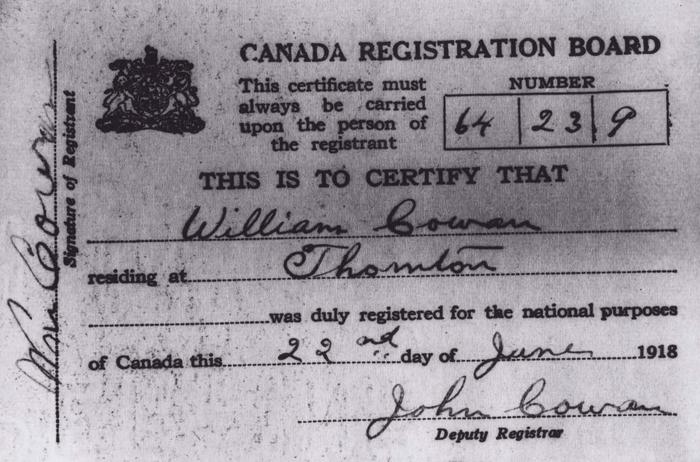 CANADA REGISTRATION BOARD
This certificate must
always be carried
upon the person of
the registrant
NUMBER
64 23 9
THIS IS TO CERTIFY THAT
William Cowan
residing at Thornton
was duly registered for the national purposes
of Canada this 22nd day of June 1918
John Cowan
Deputy Registrar
Wm Cowan
Signature of Registrant